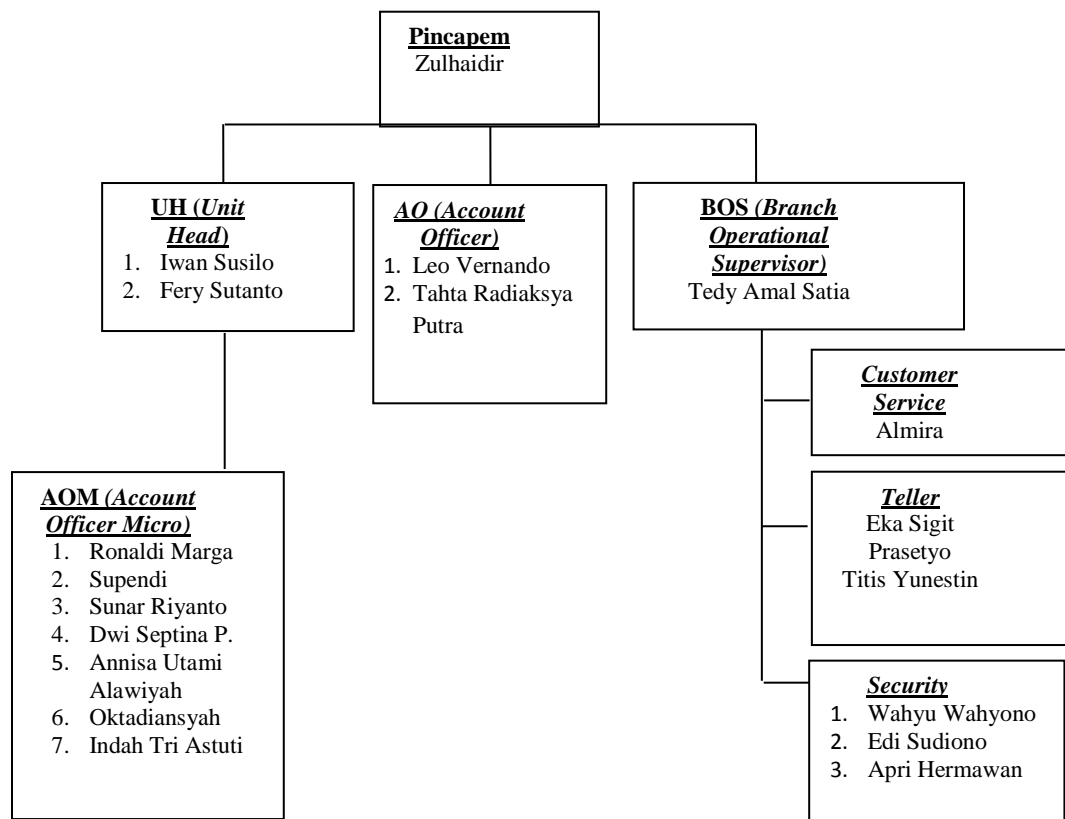 Pincapem
Zulhaidir
UH (Unit
Head)
1. Iwan Susilo
2. Fery Sutanto
AO (Account
Officer)
1. Leo Vernando
2. Tahta Radiaksya
Putra
BOS (Branch
Operational
Supervisor)
Tedy Amal Satia
Customer
Service
Almira
AOM (Account
Officer Micro)
1. Ronaldi Marga
2. Supendi
3. Sunar Riyanto
4. Dwi Septina P.
5. Annisa Utami
Alawiyah
6. Oktadiansyah
7. Indah Tri Astuti
Teller
Eka Sigit
Prasetyo
Titis Yunestin
Security
1. Wahyu Wahyono
2. Edi Sudiono
3. Apri Hermawan